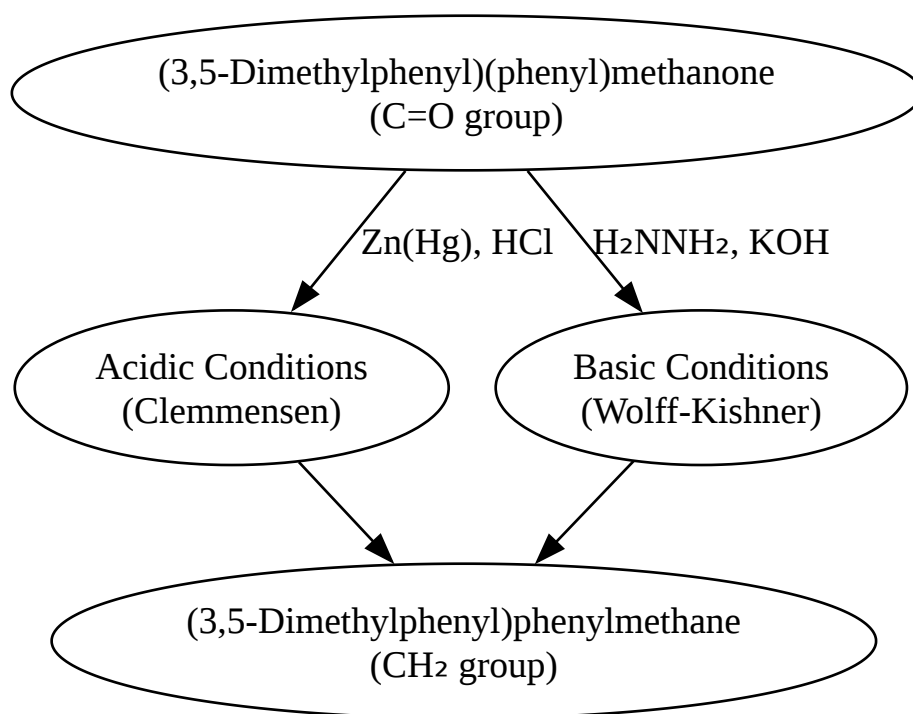 (3,5-Dimethylphenyl)(phenyl)methanone
(C=O group)
Zn(Hg), HCl
H₂NNH₂, KOH
Acidic Conditions
(Clemmensen)
Basic Conditions
(Wolff-Kishner)
(3,5-Dimethylphenyl)phenylmethane
(CH₂ group)